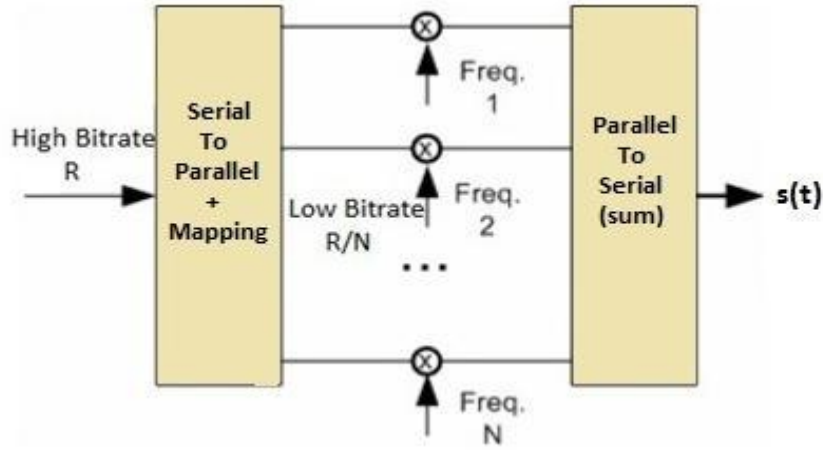 High Bitrate
R
Serial
To
Parallel
+
Mapping
Low Bitrate
R/N
x
Freq.
1
x
Freq.
2
...
x
Freq.
N
Parallel
To
Serial
(sum)
s(t)